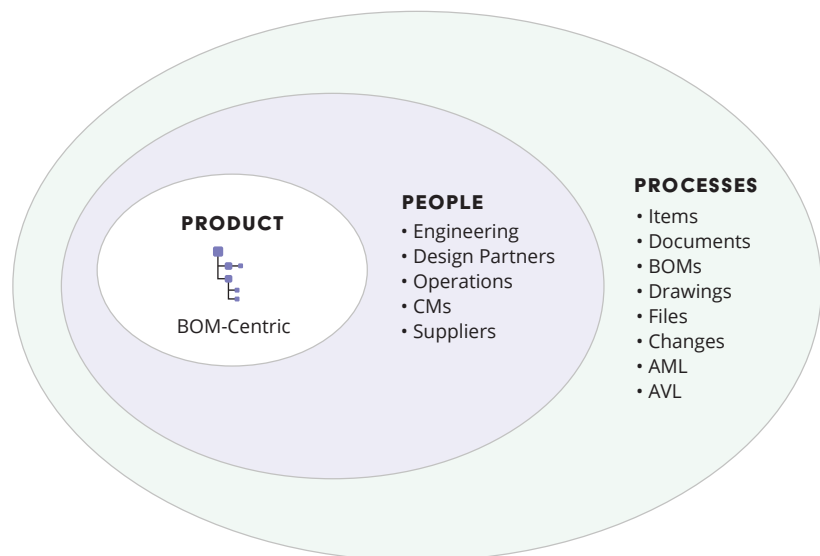 PRODUCT
BOM-Centric
PEOPLE
• Engineering
• Design Partners
• Operations
• CMs
• Suppliers
PROCESSES
• Items
• Documents
• BOMs
• Drawings
• Files
• Changes
• AML
• AVL